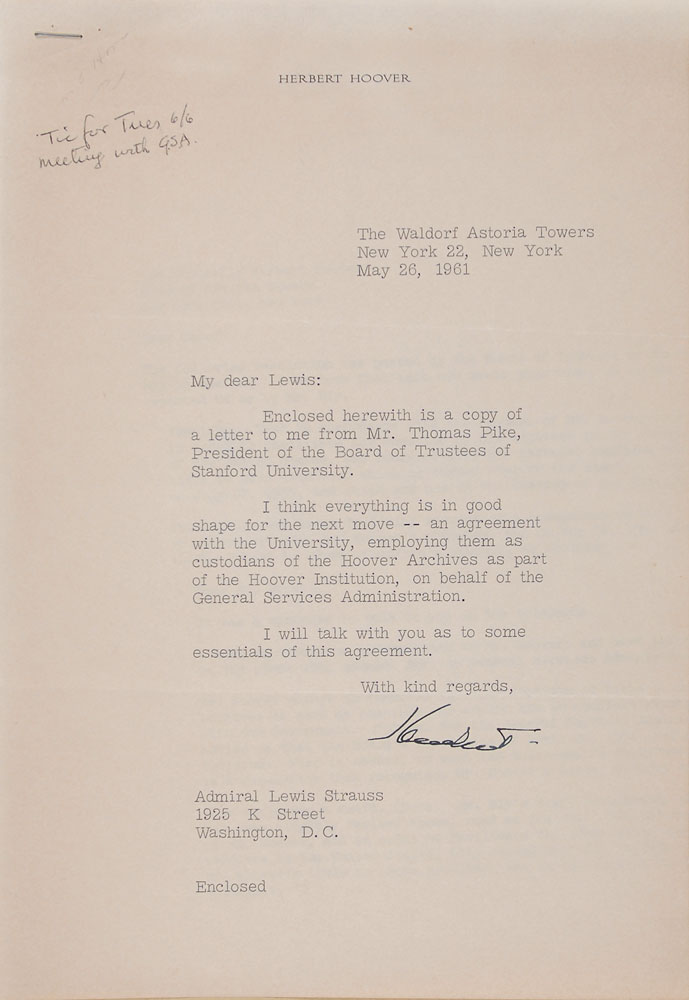 HERBERT HOOVER
Tic for Tues 6/6
meeting with GSA.
The Waldorf Astoria Towers
New York 22, New York
May 26, 1961
My dear Lewis:
Enclosed herewith is a copy of
a letter to me from Mr. Thomas Pike,
President of the Board of Trustees of
Stanford University.
I think everything is in good
shape for the next move -- an agreement
with the University, employing them as
custodians of the Hoover Archives as part
of the Hoover Institution, on behalf of the
General Services Administration.
I will talk with you as to some
essentials of this agreement.
With kind regards,
Herbert
Admiral Lewis Strauss
1925 K Street
Washington, D.C.
Enclosed